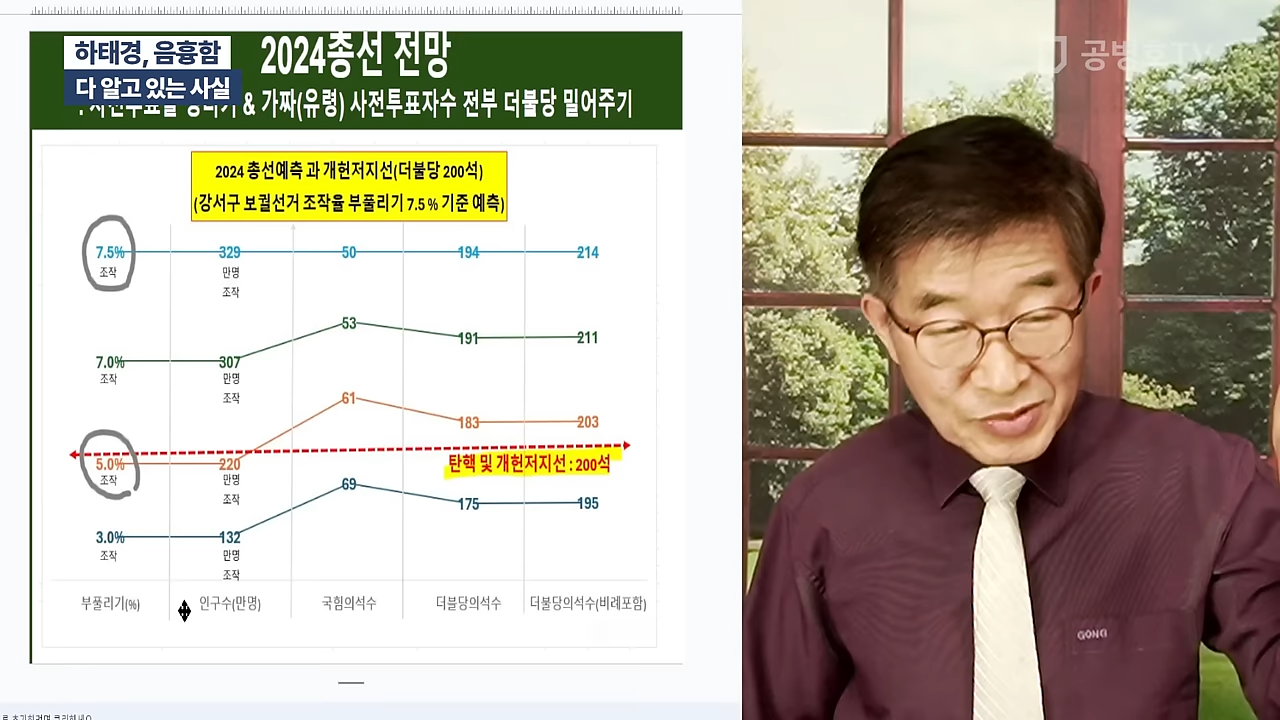 하태경, 음흉함
다 알고 있는 사실
2024총선 전망
& 가짜(유령) 사전투표자수 전부 더불당 밀어주기
공병호TV
2024 총선예측 과 개헌저지선(더불당 200석)
(강서구 보궐선거 조작율 부풀리기 7.5 % 기준 예측)
7.5% 329 50 194 214
조작 만명
조작
53
191 211
7.0% 307
조작 만명
조작
61
183 203
5.0% 220
탄핵 및 개헌저지선 : 200석
조작 만명
조작
69
175 195
3.0% 132
조작 만명
조작
부풀리기(%) 인구수(만명) 국힘의석수 더블당의석수 더불당의석수(비례포함)
GONG